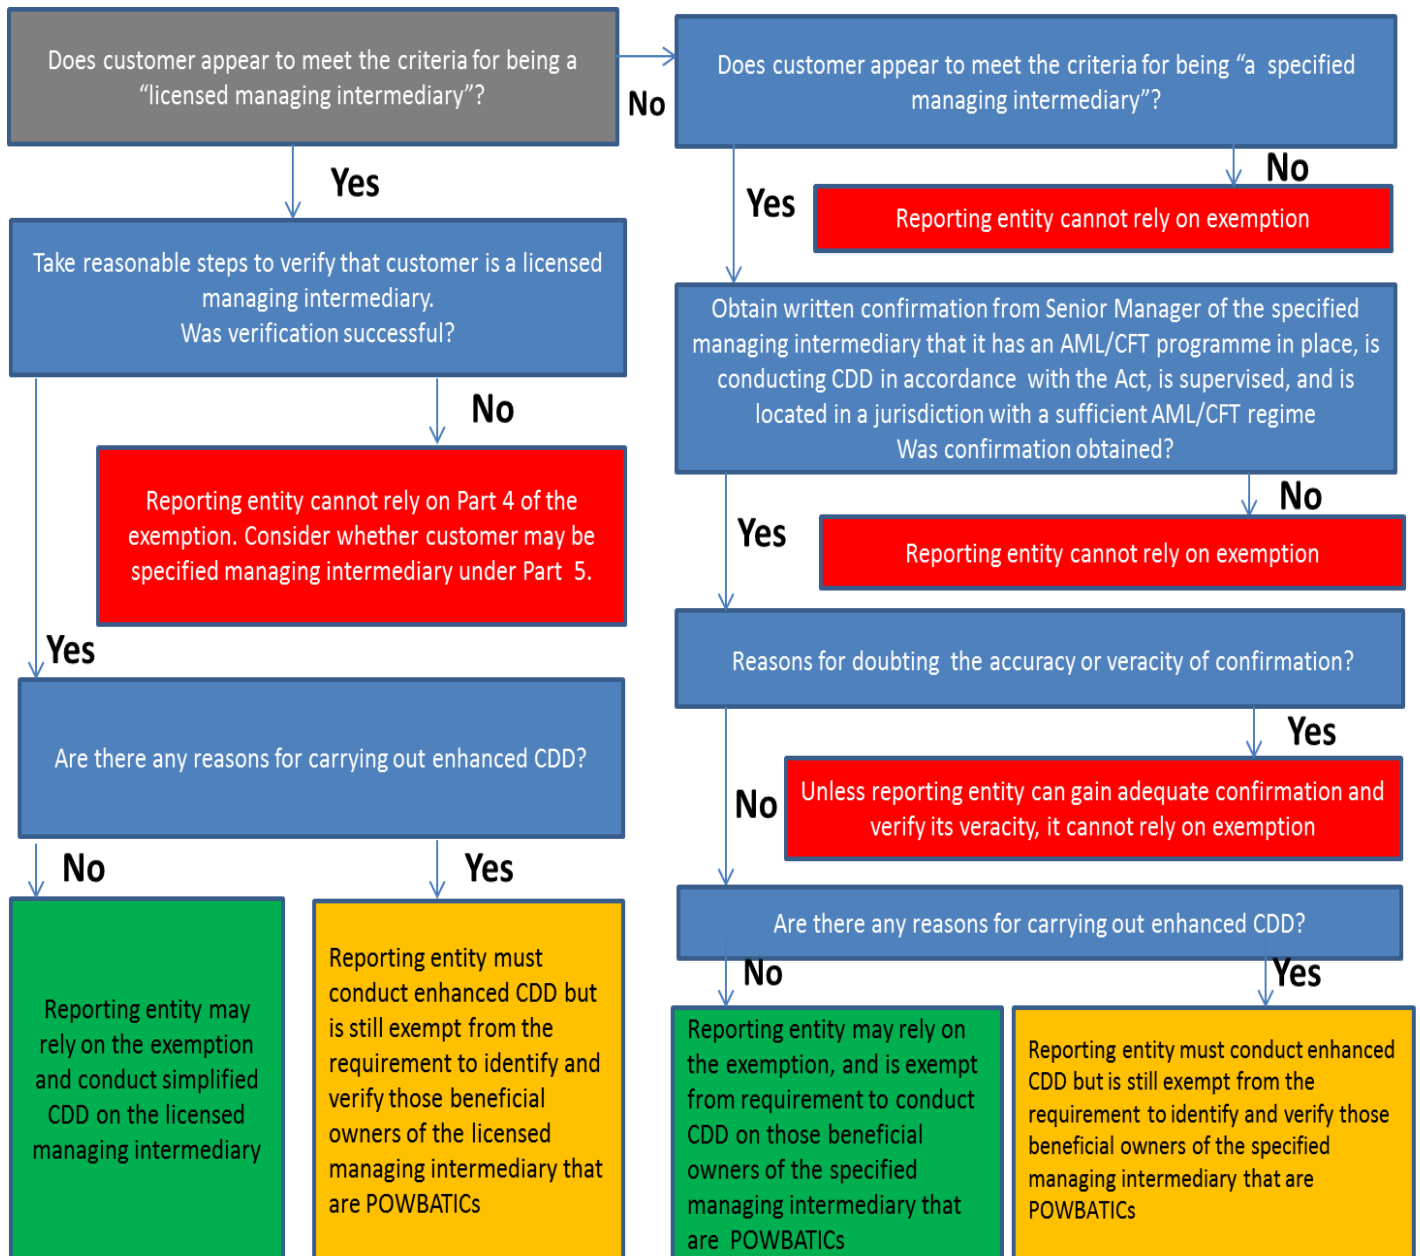 Does customer appear to meet the criteria for being a
“licensed managing intermediary”?
No
Does customer appear to meet the criteria for being “a specified
managing intermediary”?
Yes
Take reasonable steps to verify that customer is a licensed
managing intermediary.
Was verification successful?
No
Reporting entity cannot rely on Part 4 of the
exemption. Consider whether customer may be
specified managing intermediary under Part 5.
Yes
Are there any reasons for carrying out enhanced CDD?
No
Reporting entity may
rely on the exemption
and conduct simplified
CDD on the licensed
managing intermediary
Yes
Reporting entity must
conduct enhanced CDD but
is still exempt from the
requirement to identify and
verify those beneficial
owners of the licensed
managing intermediary that
are POWBATICs
No
Reporting entity cannot rely on exemption
Yes
Obtain written confirmation from Senior Manager of the specified
managing intermediary that it has an AML/CFT programme in place, is
conducting CDD in accordance with the Act, is supervised, and is
located in a jurisdiction with a sufficient AML/CFT regime
Was confirmation obtained?
No
Reporting entity cannot rely on exemption
Yes
Reasons for doubting the accuracy or veracity of confirmation?
Yes
Unless reporting entity can gain adequate confirmation and
verify its veracity, it cannot rely on exemption
No
Are there any reasons for carrying out enhanced CDD?
No
Reporting entity may rely on
the exemption, and is exempt
from requirement to conduct
CDD on those beneficial
owners of the specified
managing intermediary that
are POWBATICs
Yes
Reporting entity must conduct enhanced
CDD but is still exempt from the
requirement to identify and verify those
beneficial owners of the specified
managing intermediary that are
POWBATICs